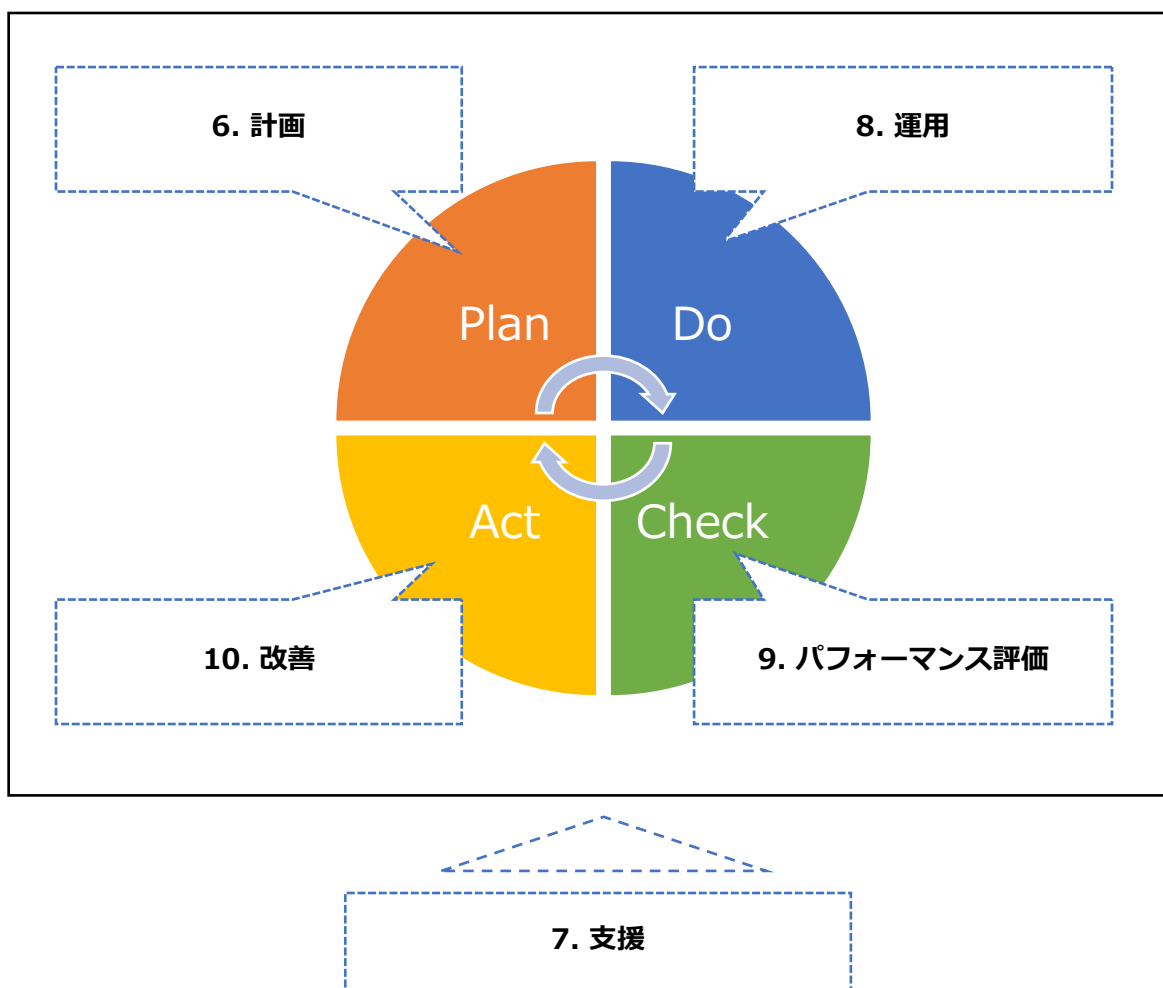 6. 計画
8. 運用
Plan
Do
Act
Check
10. 改善
9. パフォーマンス評価
7. 支援